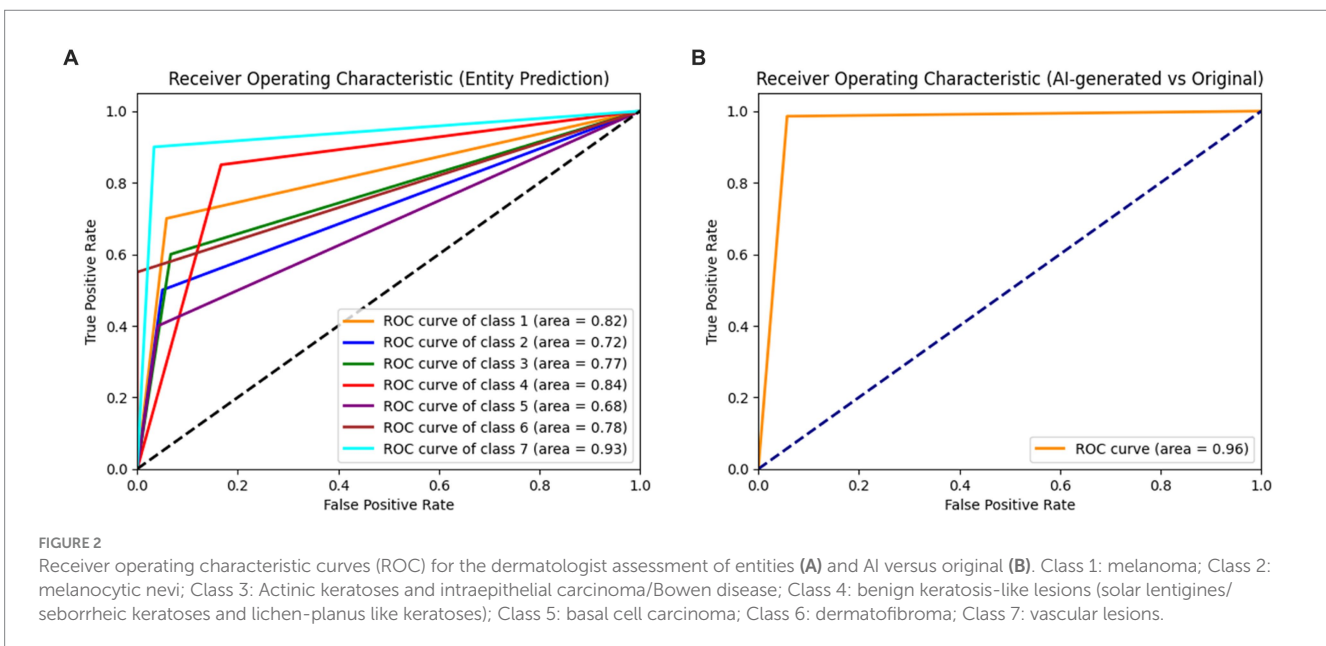 A
Receiver Operating Characteristic (Entity Prediction)
True Positive Rate
1.0
0.8
0.6
0.4
0.2
0.0
ROC curve of class 1 (area = 0.82)
ROC curve of class 2 (area = 0.72)
ROC curve of class 3 (area = 0.77)
ROC curve of class 4 (area = 0.84)
ROC curve of class 5 (area = 0.68)
ROC curve of class 6 (area = 0.78)
ROC curve of class 7 (area = 0.93)
0.0 0.2 0.4 0.6 0.8 1.0
False Positive Rate
B
Receiver Operating Characteristic (AI-generated vs Original)
True Positive Rate
1.0
0.8
0.6
0.4
0.2
0.0
ROC curve (area = 0.96)
0.0 0.2 0.4 0.6 0.8 1.0
False Positive Rate
FIGURE 2
Receiver operating characteristic curves (ROC) for the dermatologist assessment of entities (A) and AI versus original (B). Class 1: melanoma; Class 2:
melanocytic nevi; Class 3: Actinic keratoses and intraepithelial carcinoma/Bowen disease; Class 4: benign keratosis-like lesions (solar lentigines/
seborrheic keratoses and lichen-planus like keratoses); Class 5: basal cell carcinoma; Class 6: dermatofibroma; Class 7: vascular lesions.